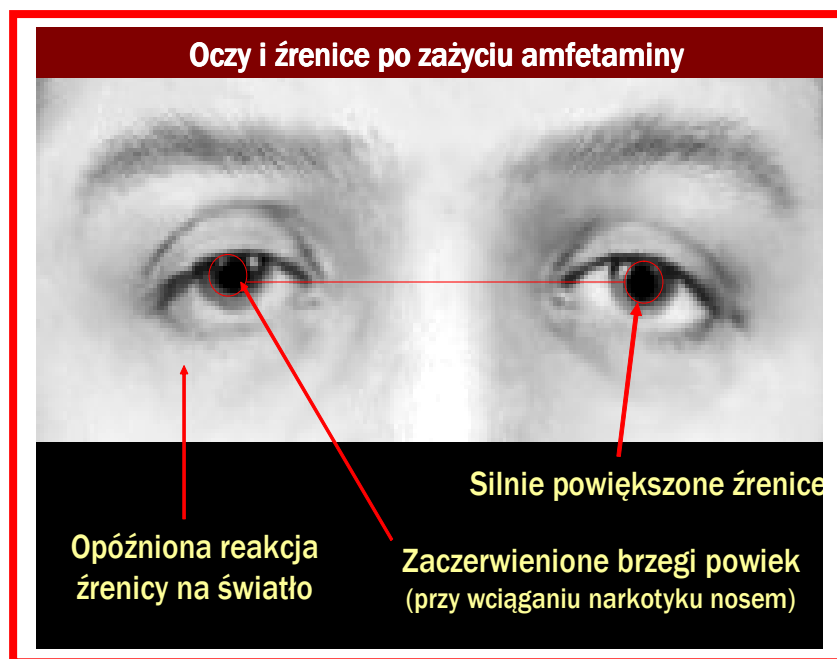 Oczy i źrenice po zażyciu amfetaminy
Silnie powiększone źrenice
Opóźniona reakcja
źrenicy na światło
Zaczerwienione brzegi powiek
(przy wciąganiu narkotyku nosem)